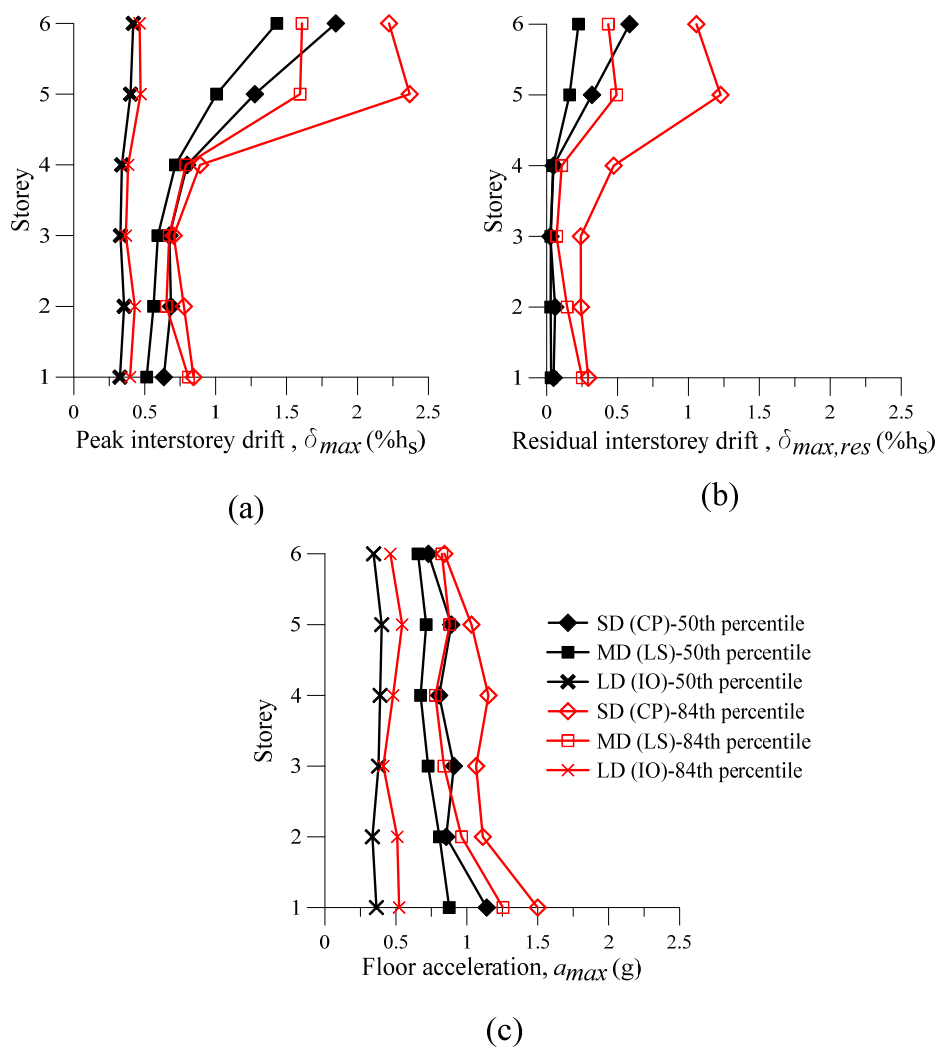 6
5
4
3
2
1
Storey
0
0.5
1
1.5
2
2.5
Peak interstorey drift , δmax (%hs)
(a)
6
5
4
3
2
1
Storey
0
0.5
1
1.5
2
2.5
Residual interstorey drift , δmax,res (%hs)
(b)
6
5
4
3
2
1
Storey
0
0.5
1
1.5
2
2.5
Floor acceleration, amax (g)
SD (CP)-50th percentile
MD (LS)-50th percentile
LD (IO)-50th percentile
SD (CP)-84th percentile
MD (LS)-84th percentile
LD (IO)-84th percentile
(c)